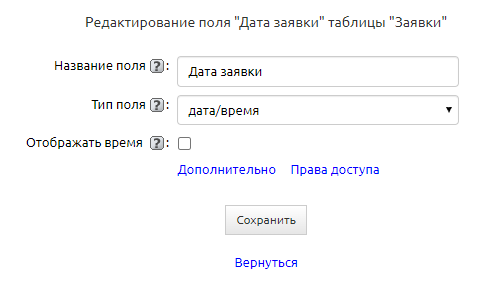 Редактирование поля "Дата заявки" таблицы "Заявки"
Название поля ? : Дата заявки
Тип поля ? : дата/время
Отображать время ? :
Дополнительно Права доступа
Сохранить
Вернуться